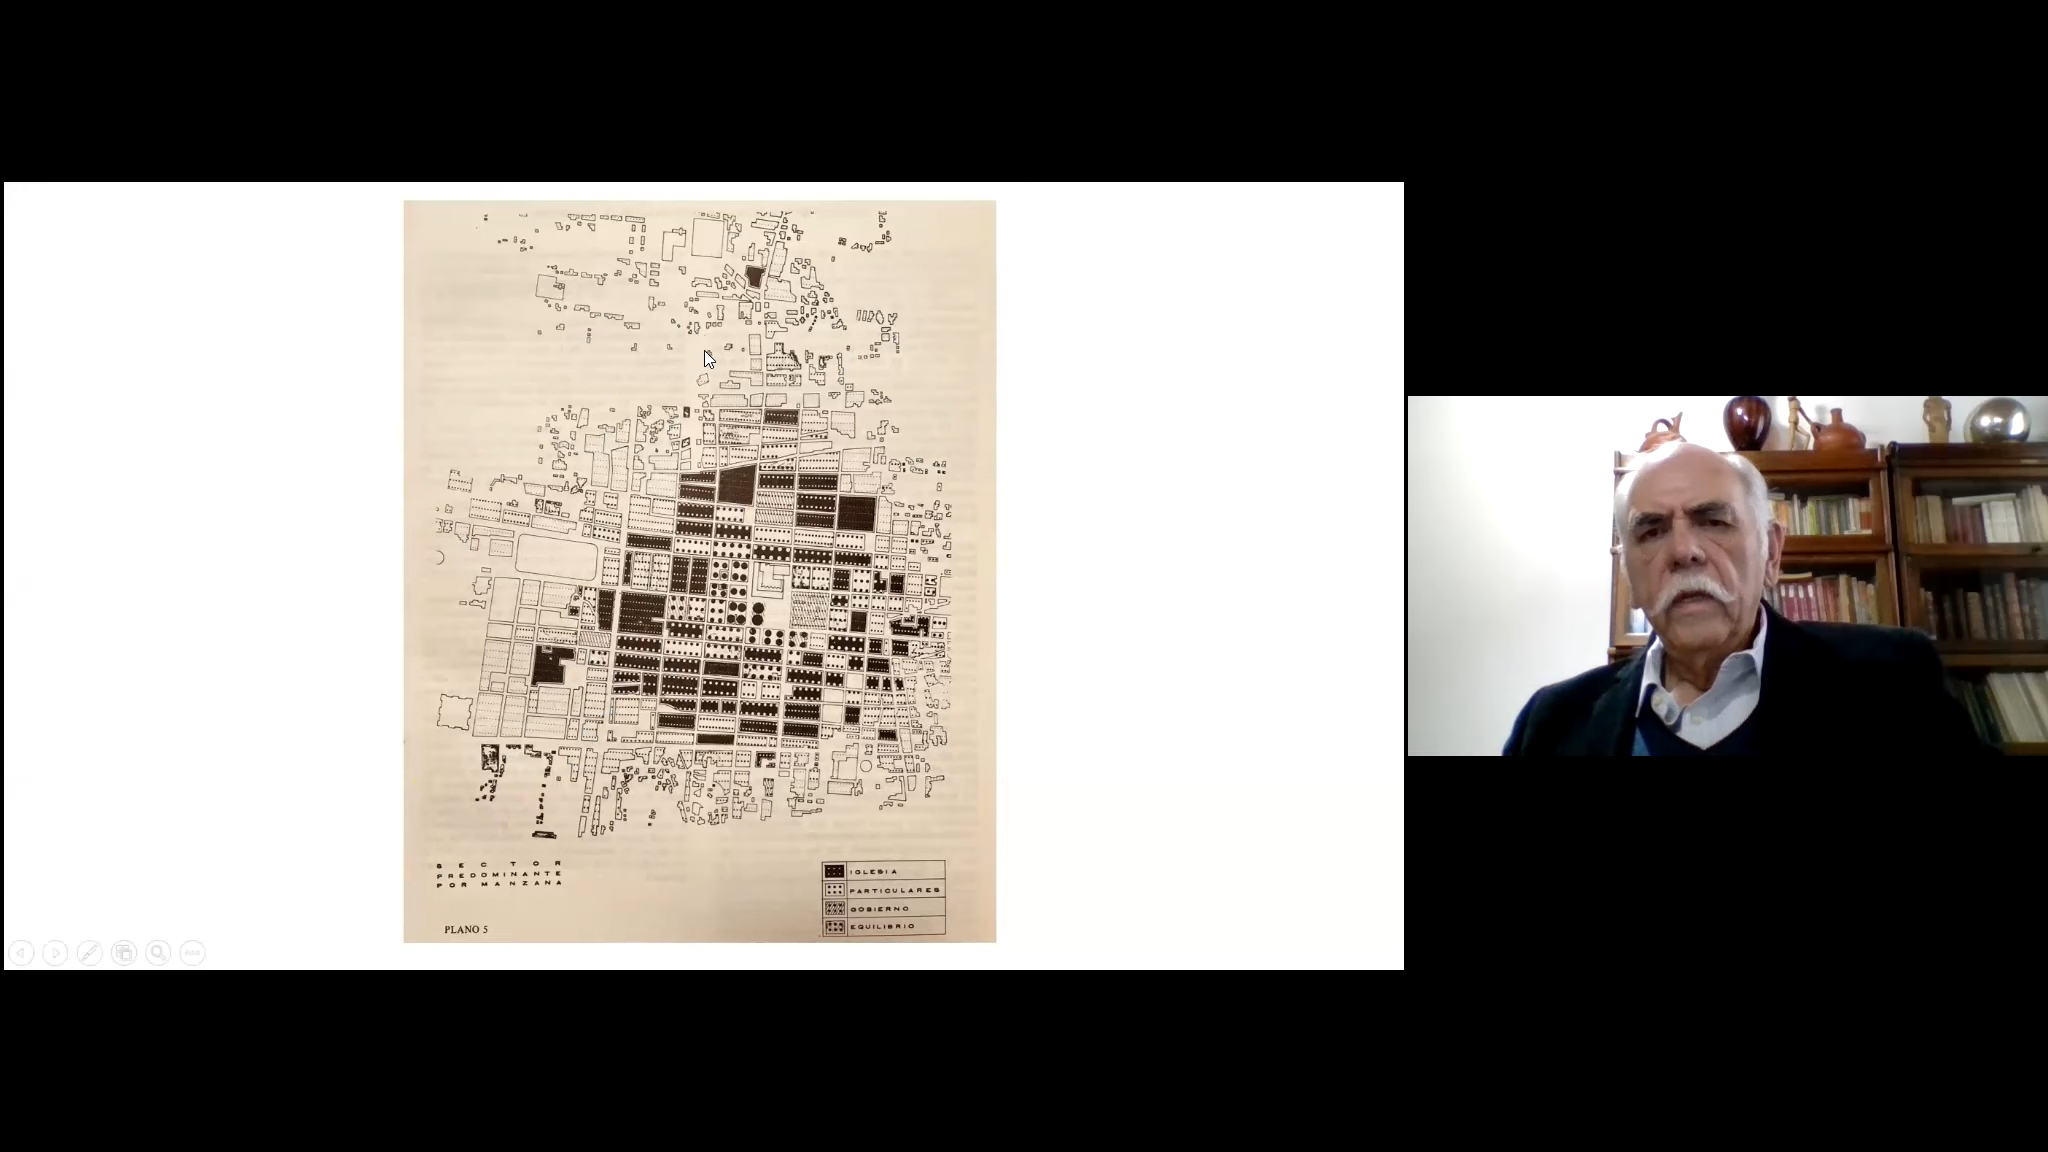 SECTOR
PREDOMINANTE
POR MANZANA
PLANO 5
IGLESIA
PARTICULARES
GOBIERNO
EQUILIBRIO